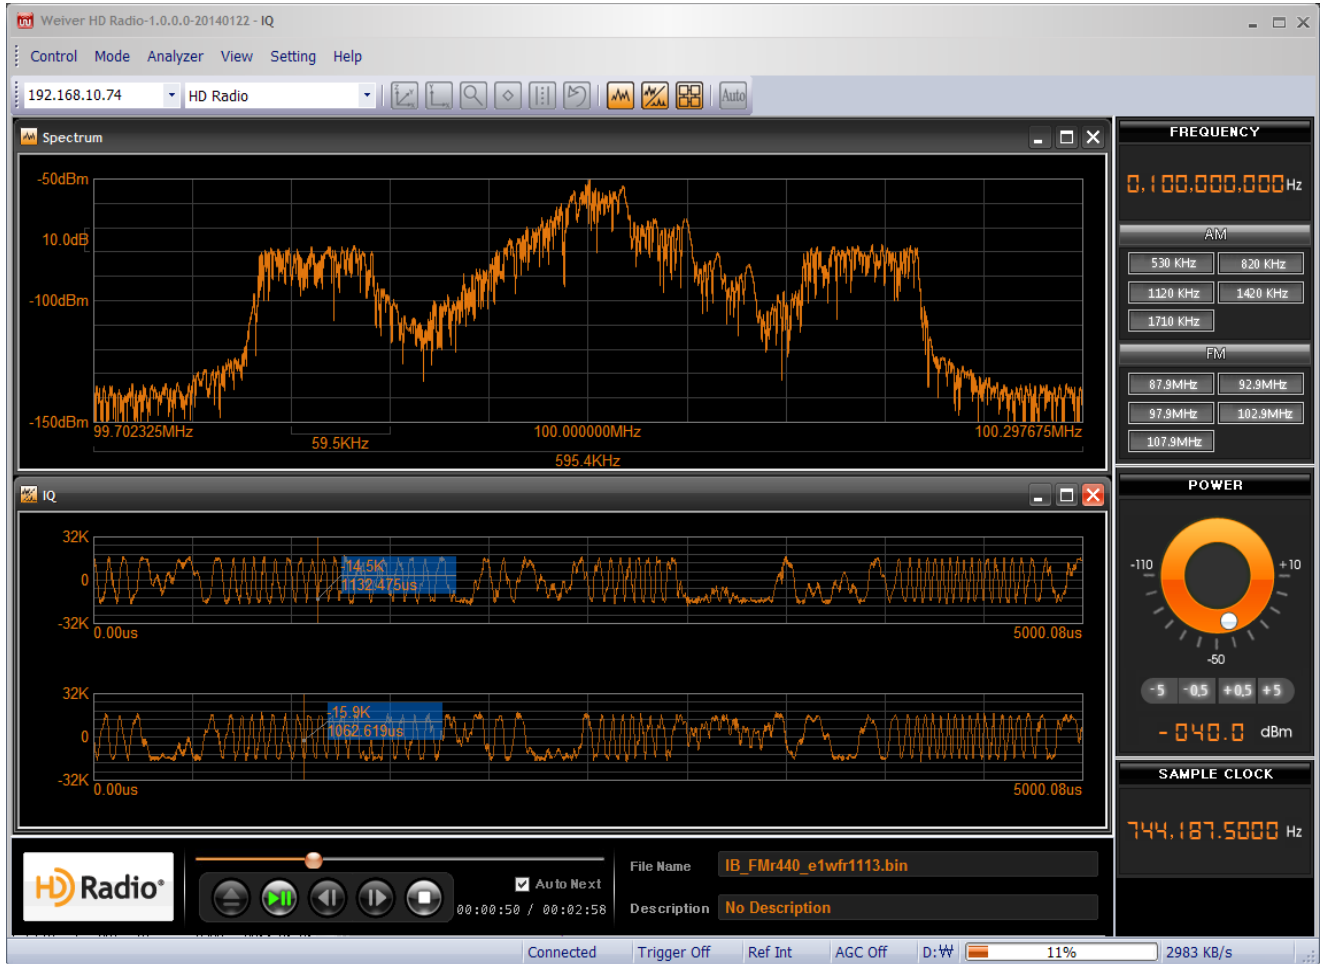 Weiver HD Radio-1.0.0.0-20140122 - IQ
Control Mode Analyzer View Setting Help
192.168.10.74 HD Radio Auto
Spectrum
-50dBm
10.0dB
-100dBm
-150dBm
99.702325MHz 100.000000MHz 100.297675MHz
59.5KHz
595.4KHz
IQ
32K
0
-32K
-14.5K
1132.475us
0.00us 5000.08us
32K
0
-32K
-15.9K
1062.619us
0.00us 5000.08us
FREQUENCY
0,100,000,000 Hz
AM
530 KHz 820 KHz
1120 KHz 1420 KHz
1710 KHz
FM
87.9MHz 92.9MHz
97.9MHz 102.9MHz
107.9MHz
POWER
-110 +10
-50
-5 -0,5 +0,5 +5
-040.0 dBm
SAMPLE CLOCK
744,187.5000 Hz
HD Radio®
Auto Next
00:00:50 / 00:02:58
File Name IB_FMr440_e1wfr1113.bin
Description No Description
Connected Trigger Off Ref Int AGC Off D:₩ 11% 2983 KB/s